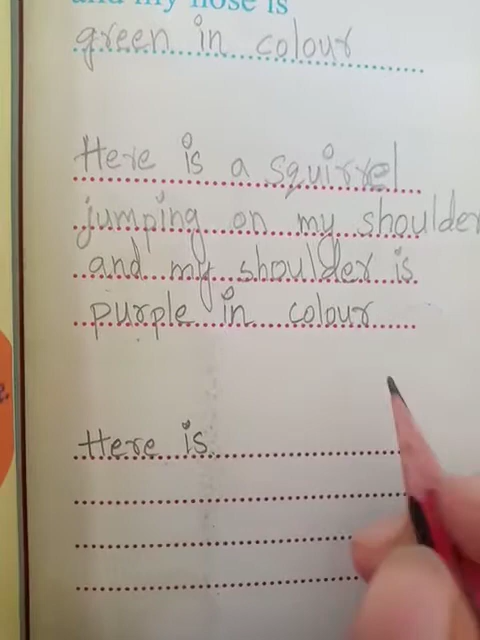 and my nose is
green in colour
Here is a squirrel
jumping on my shoulder
and my shoulder is
purple in colour
Here is